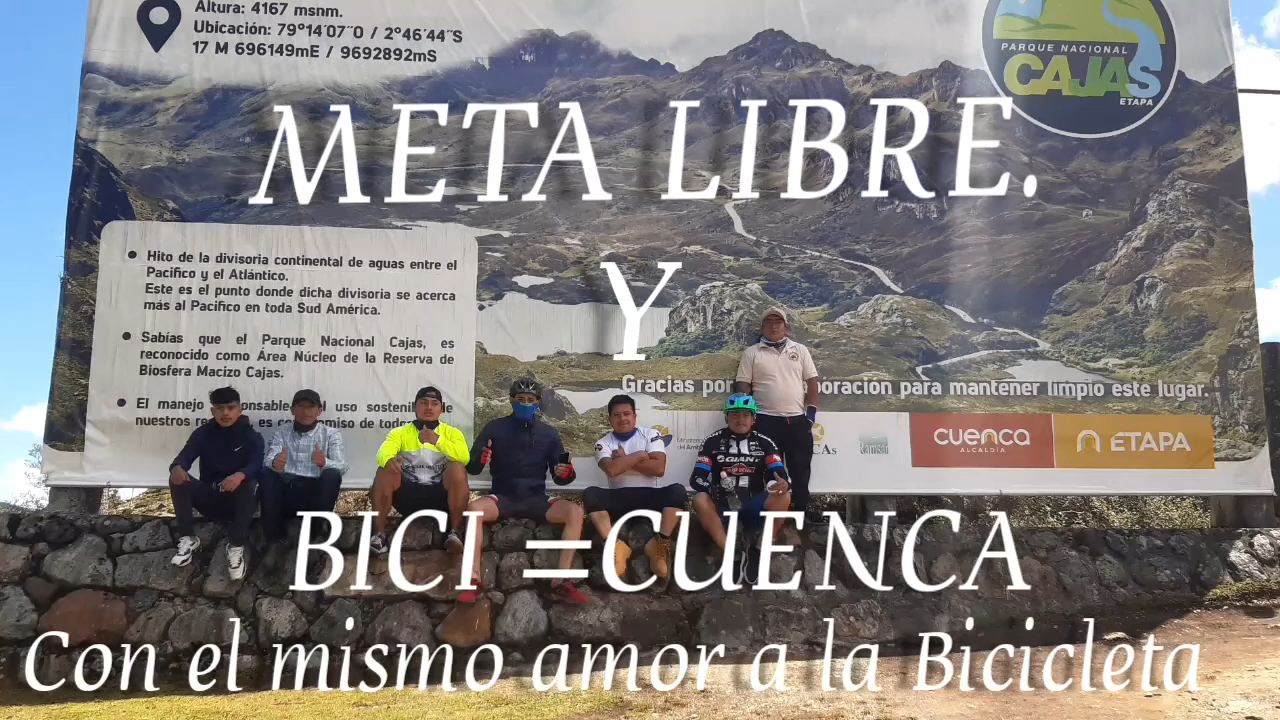 Altura: 4167 msnm.
Ubicación: 79°14'07''O / 2°46'44''S
17 M 696149mE / 9692892mS
PARQUE NACIONAL
CAJAS
ETAPA
META LIBRE.
Y
BICI =CUENCA
Con el mismo amor a la Bicicleta
Hito de la divisoria continental de aguas entre el
Pacífico y el Atlántico.
Este es el punto donde dicha divisoria se acerca
más al Pacífico en toda Sud América.
Sabías que el Parque Nacional Cajas, es
reconocido como Área Núcleo de la Reserva de
Biosfera Macizo Cajas.
El manejo uso
nuestros es de
Gracias por para mantener limpio este lugar.
CUENCA
ALCALDÍA
ETAPA